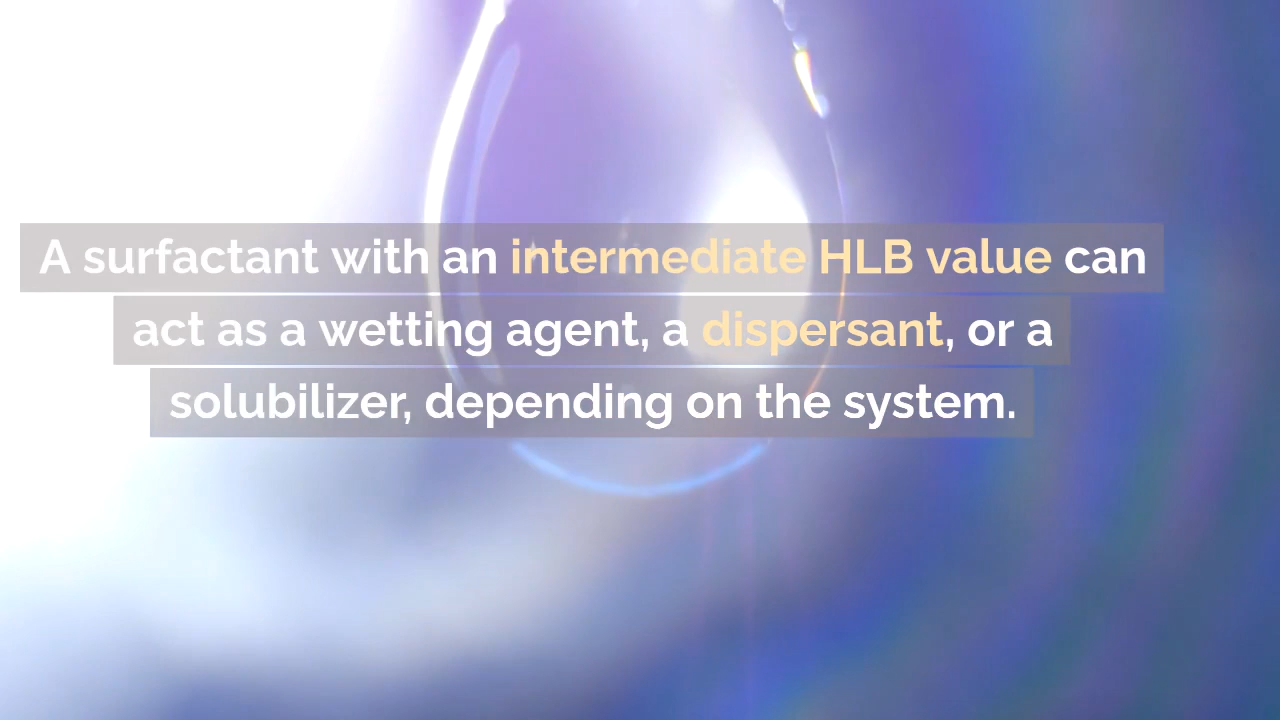 A surfactant with an intermediate HLB value can
act as a wetting agent, a dispersant, or a
solubilizer, depending on the system.